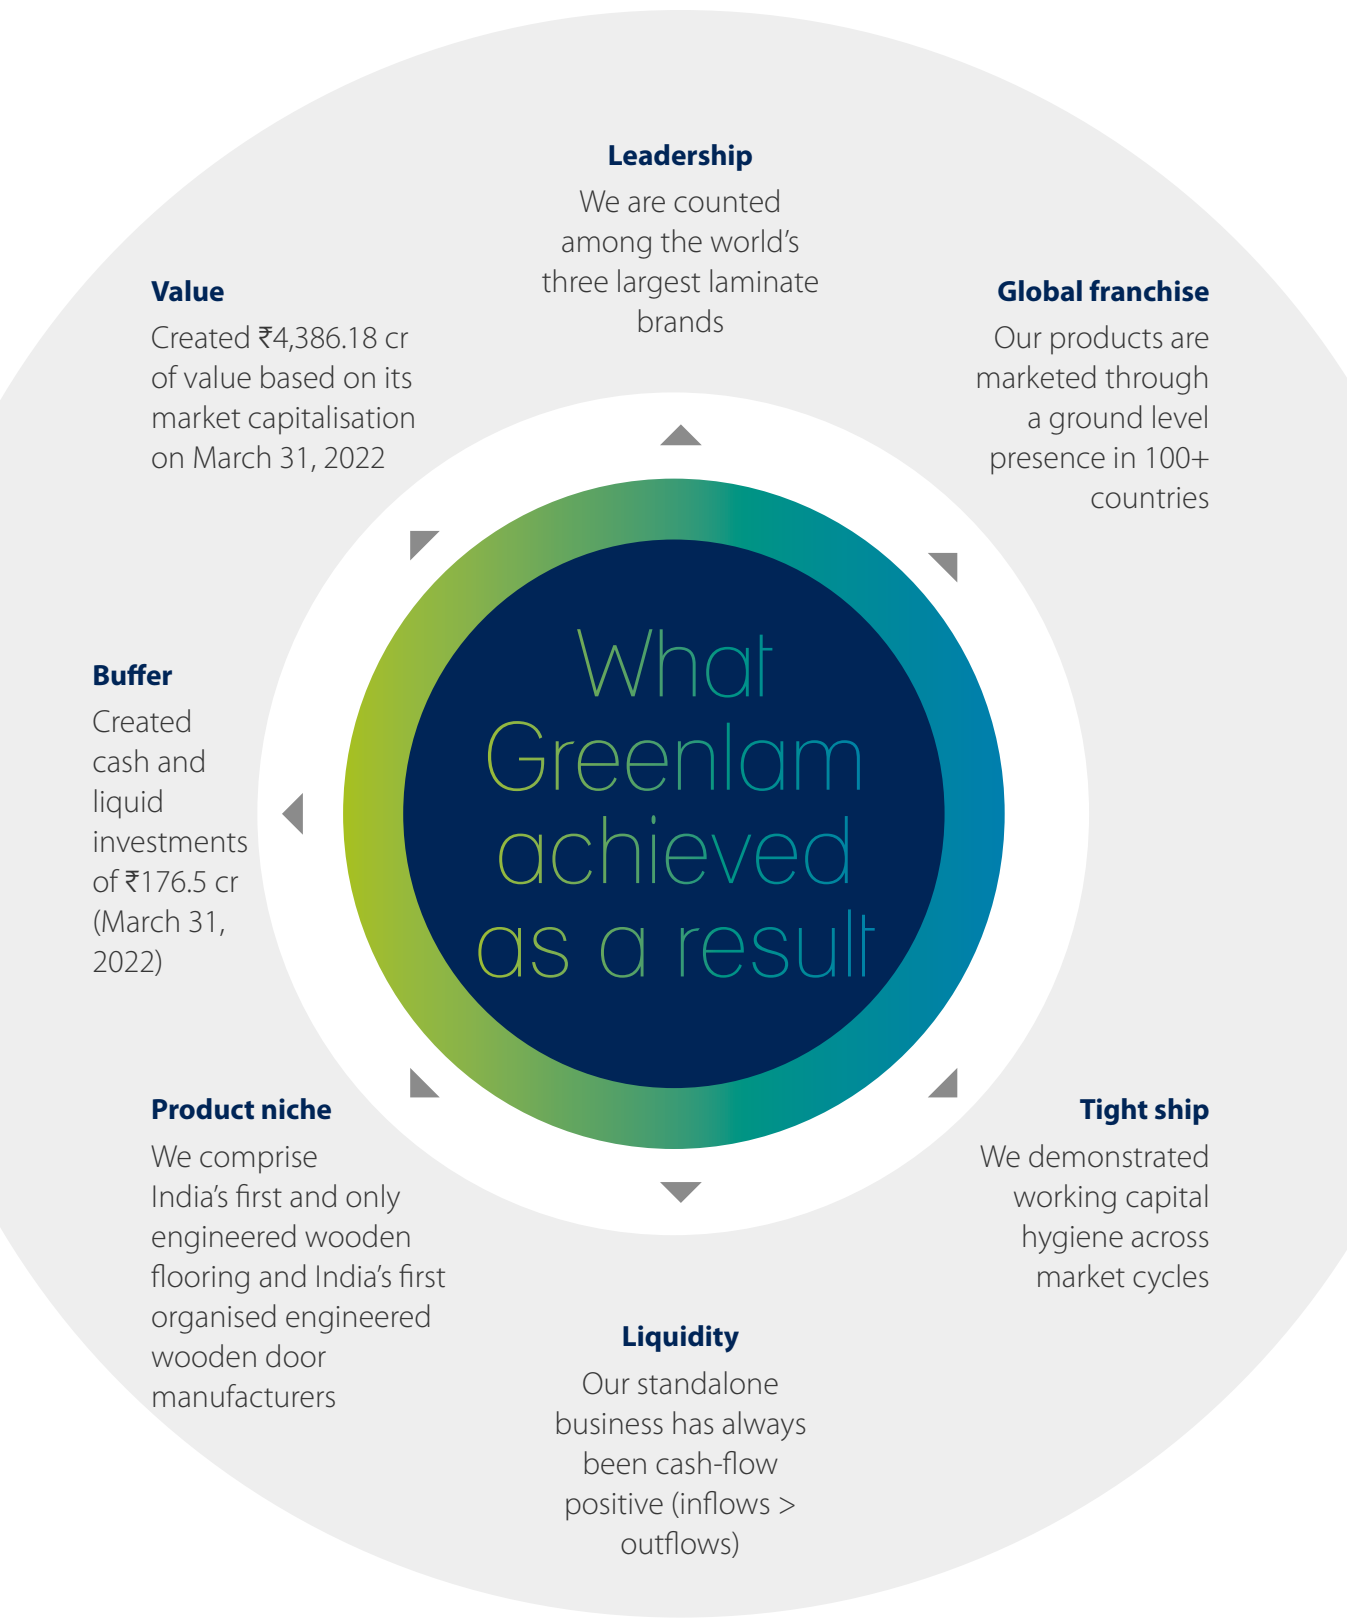 Leadership
We are counted
among the world's
three largest laminate
brands
Value
Created ₹4,386.18 cr
of value based on its
market capitalisation
on March 31, 2022
Global franchise
Our products are
marketed through
a ground level
presence in 100+
countries
What
Greenlam
achieved
as a result
Buffer
Created
cash and
liquid
investments
of ₹176.5 cr
(March 31,
2022)
Product niche
We comprise
India's first and only
engineered wooden
flooring and India's first
organised engineered
wooden door
manufacturers
Tight ship
We demonstrated
working capital
hygiene across
market cycles
Liquidity
Our standalone
business has always
been cash-flow
positive (inflows >
outflows)